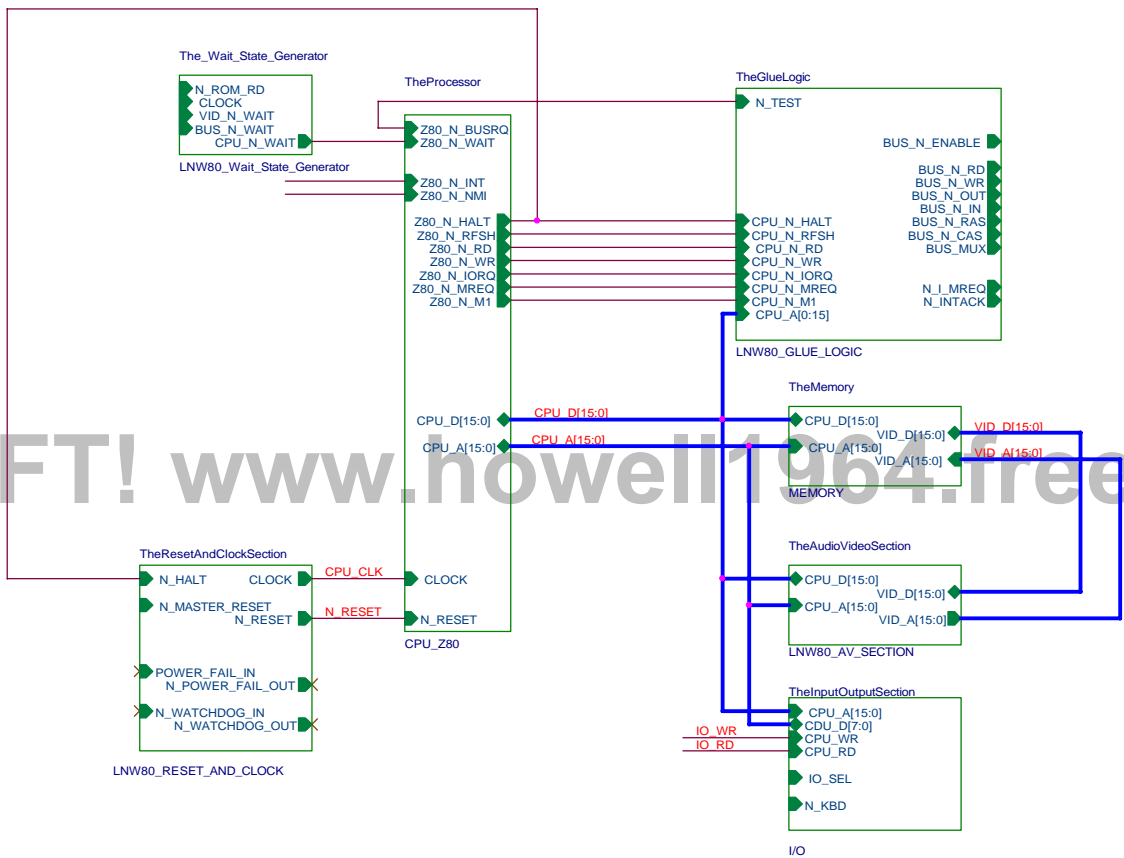 The_Wait_State_Generator
N_ROM_RD
CLOCK
VID_N_WAIT
BUS_N_WAIT
CPU_N_WAIT
LNW80_Wait_State_Generator
TheProcessor
Z80_N_BUSRQ
Z80_N_WAIT
Z80_N_INT
Z80_N_NMI
Z80_N_HALT
Z80_N_RFSH
Z80_N_RD
Z80_N_WR
Z80_N_IORQ
Z80_N_MREQ
Z80_N_M1
CPU_D[15:0]
CPU_A[15:0]
CLOCK
N_RESET
CPU_Z80
CPU_D[15:0]
CPU_A[15:0]
TheGlueLogic
N_TEST
BUS_N_ENABLE
BUS_N_RD
BUS_N_WR
BUS_N_OUT
BUS_N_IN
BUS_N_RAS
BUS_N_CAS
BUS_MUX
N_I_MREQ
N_INTACK
CPU_N_HALT
CPU_N_RFSH
CPU_N_RD
CPU_N_WR
CPU_N_IORQ
CPU_N_MREQ
CPU_N_M1
CPU_A[0:15]
LNW80_GLUE_LOGIC
TheMemory
CPU_D[15:0]
VID_D[15:0]
CPU_A[15:0]
VID_A[15:0]
MEMORY
VID_D[15:0]
VID_A[15:0]
FT! www.howell1964.free
TheResetAndClockSection
N_HALT
CLOCK
N_MASTER_RESET
N_RESET
POWER_FAIL_IN
N_POWER_FAIL_OUT
N_WATCHDOG_IN
N_WATCHDOG_OUT
LNW80_RESET_AND_CLOCK
CPU_CLK
N_RESET
TheAudioVideoSection
CPU_D[15:0]
VID_D[15:0]
CPU_A[15:0]
VID_A[15:0]
LNW80_AV_SECTION
TheInputOutputSection
CPU_A[15:0]
CDU_D[7:0]
IO_WR
CPU_WR
IO_RD
CPU_RD
IO_SEL
N_KBD
I/O